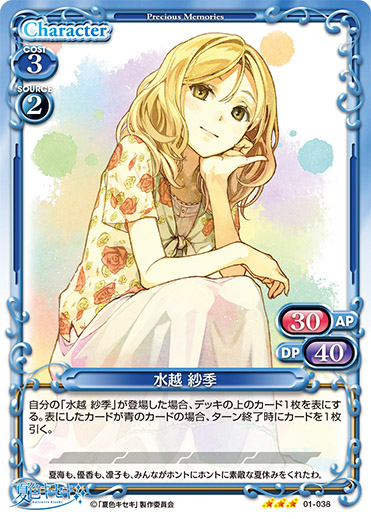 Precious Memories
Character
COST
3
SOURCE
2
30 AP
DP 40
水越 紗季
自分の「水越 紗季」が登場した場合、デッキの上のカード1枚を表にす
る。表にしたカードが青のカードの場合、ターン終了時にカードを1枚
引く。
夏海も、優香も、凛子も、みんながホントにホントに素敵な夏休みをくれたわ。
夏色キセキ
©「夏色キセキ」製作委員会
01-038